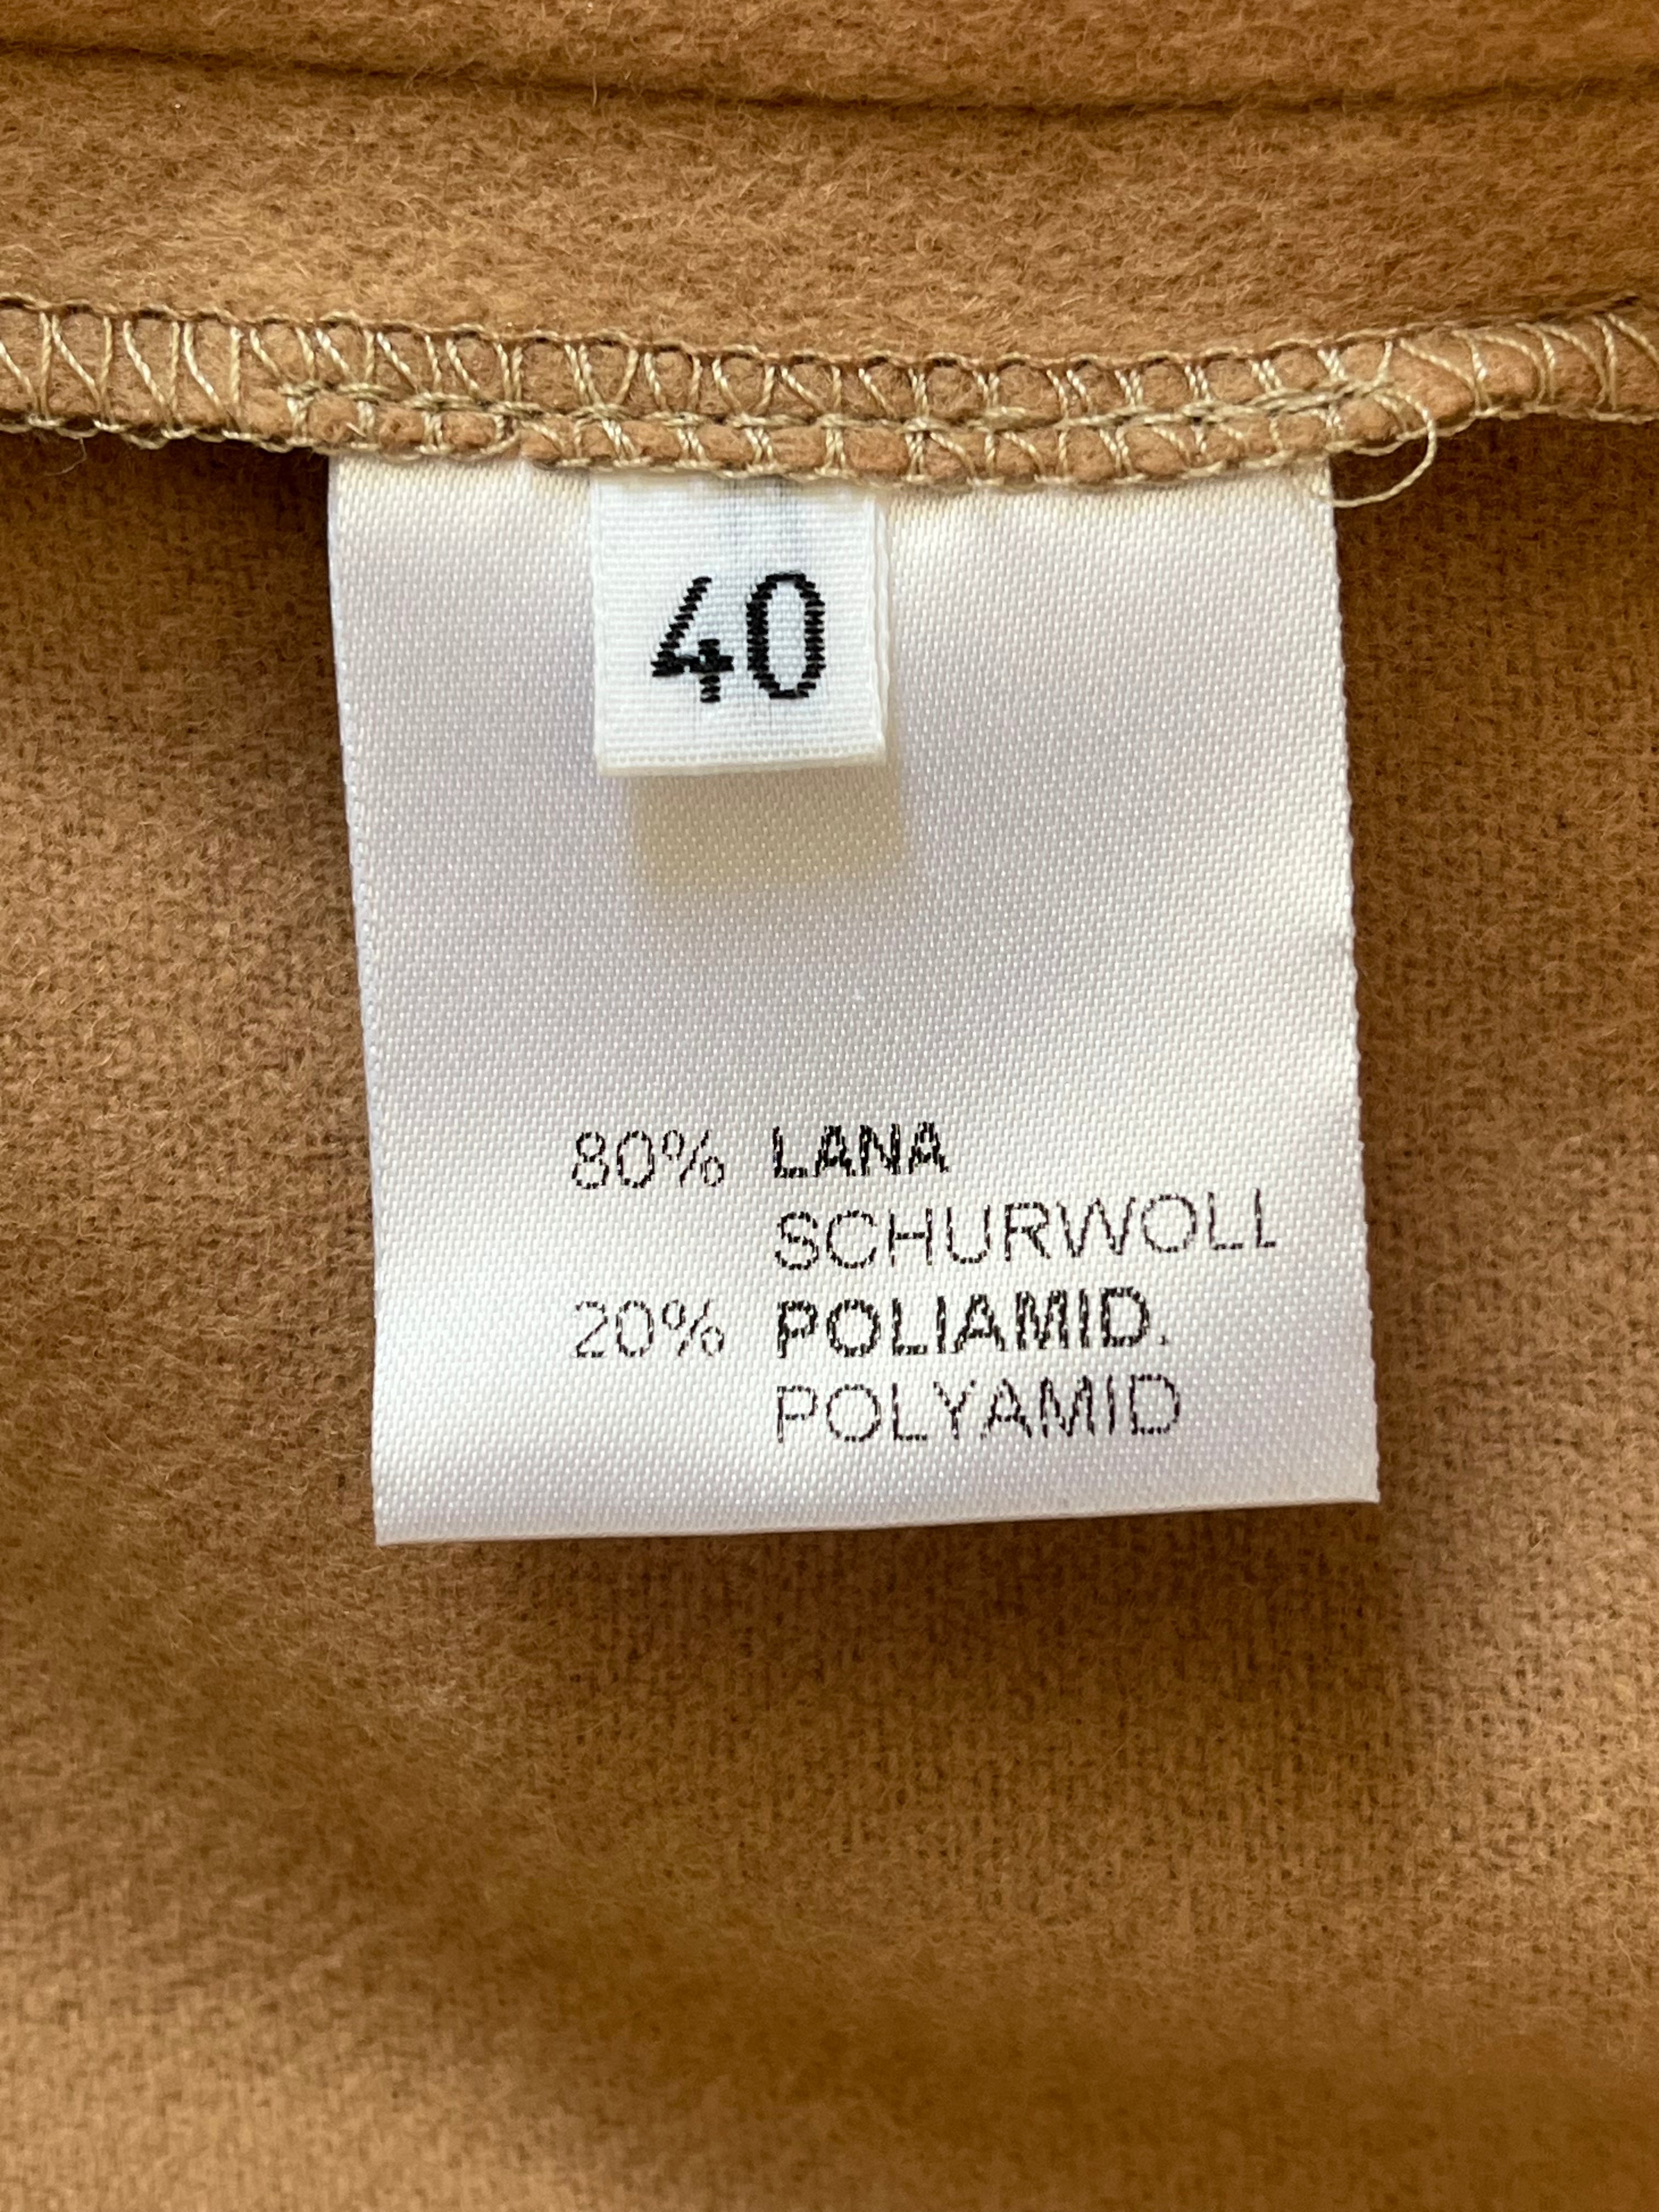 40
80% LANA
SCHURWOLL
20% POLIAMID.
POLYAMID